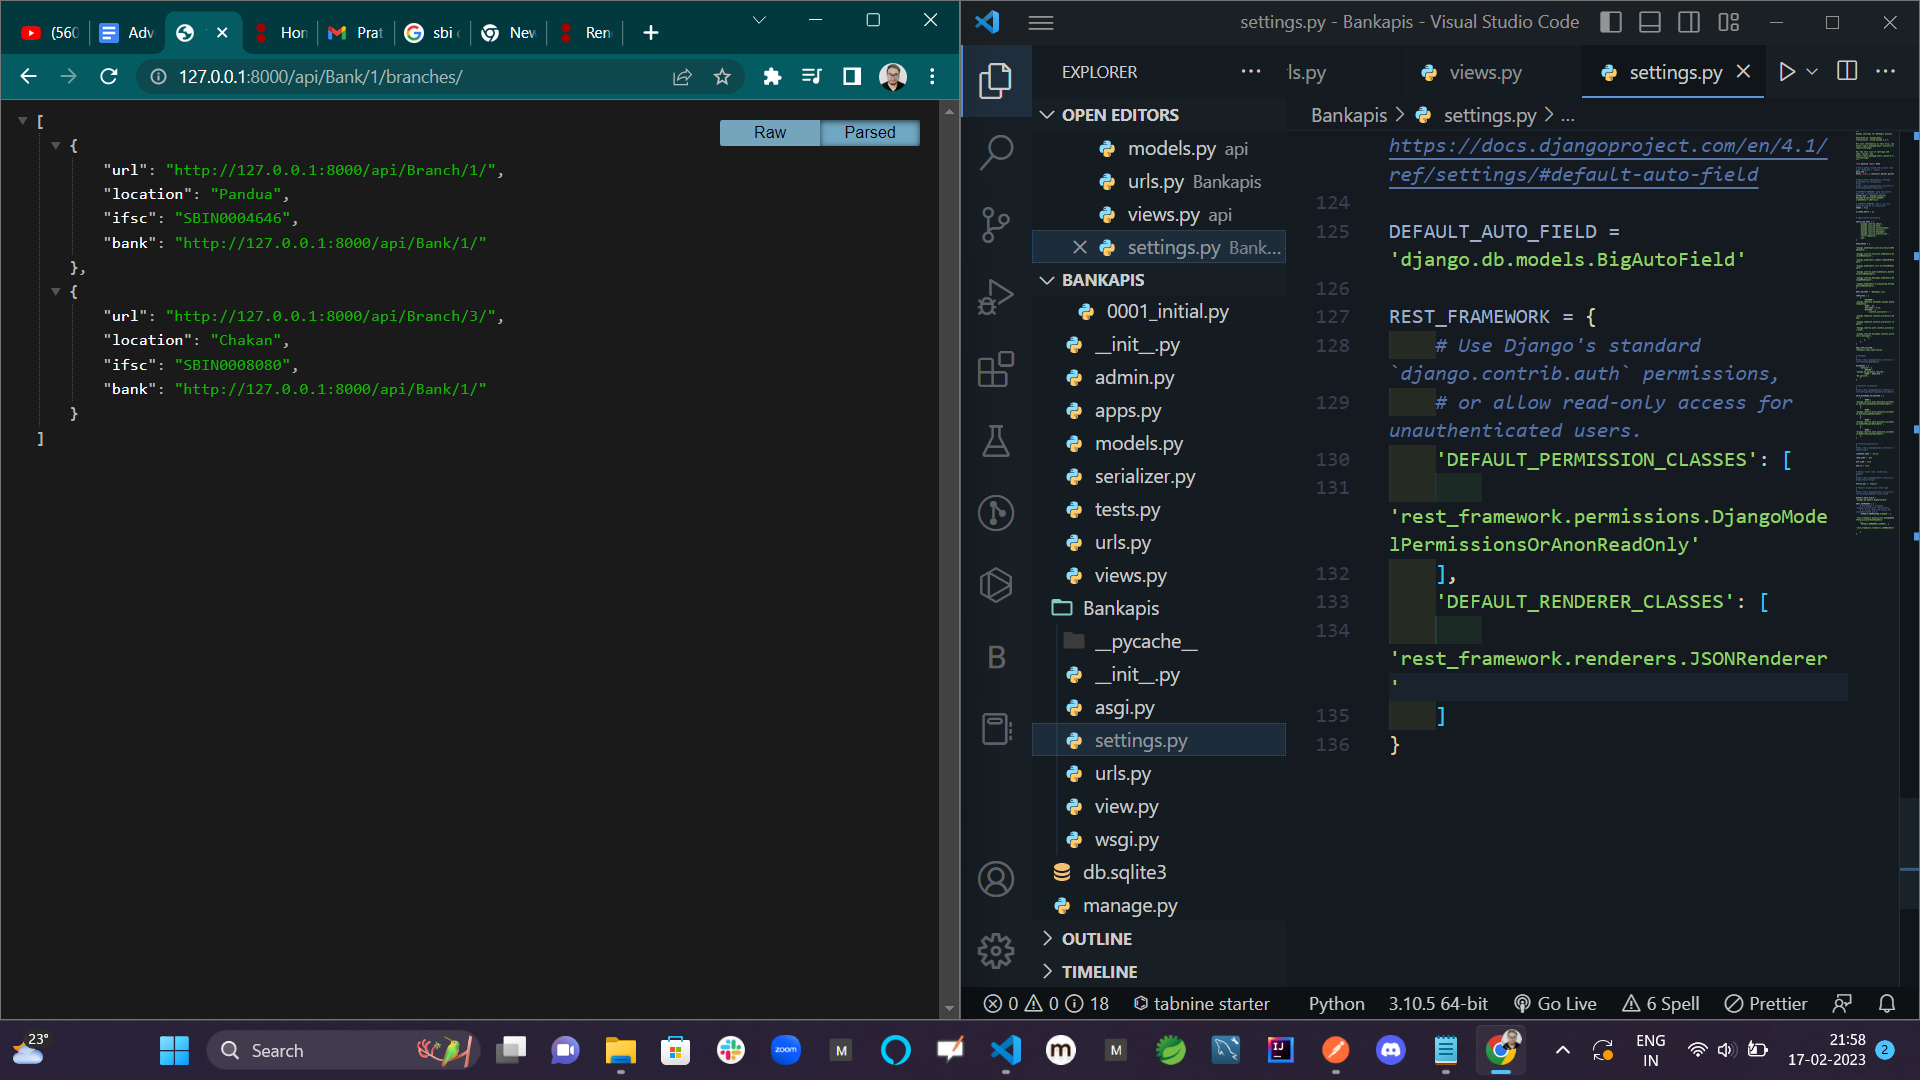 (560
Adv
Hon
Prat
sbi
New
Ren
127.0.0.1:8000/api/Bank/1/branches/
Raw
Parsed
[
{
"url": "http://127.0.0.1:8000/api/Branch/1/",
"location": "Pandua",
"ifsc": "SBIN0004646",
"bank": "http://127.0.0.1:8000/api/Bank/1/"
},
{
"url": "http://127.0.0.1:8000/api/Branch/3/",
"location": "Chakan",
"ifsc": "SBIN0008080",
"bank": "http://127.0.0.1:8000/api/Bank/1/"
}
]
settings.py - Bankapis - Visual Studio Code
EXPLORER
ls.py
views.py
settings.py
OPEN EDITORS
models.py api
urls.py Bankapis
views.py api
settings.py Bank...
BANKAPIS
0001_initial.py
__init__.py
admin.py
apps.py
models.py
serializer.py
tests.py
urls.py
views.py
Bankapis
__pycache__
__init__.py
asgi.py
settings.py
urls.py
view.py
wsgi.py
db.sqlite3
manage.py
OUTLINE
TIMELINE
Bankapis > settings.py > ...
https://docs.djangoproject.com/en/4.1/
ref/settings/#default-auto-field
124
125 DEFAULT_AUTO_FIELD =
'django.db.models.BigAutoField'
126
127 REST_FRAMEWORK = {
128 # Use Django's standard
`django.contrib.auth` permissions,
129 # or allow read-only access for
unauthenticated users.
130 'DEFAULT_PERMISSION_CLASSES': [
131
'rest_framework.permissions.DjangoMode
lPermissionsOrAnonReadOnly'
132 ],
133 'DEFAULT_RENDERER_CLASSES': [
134
'rest_framework.renderers.JSONRenderer
'
135 ]
136 }
0 0 18 tabnine starter Python 3.10.5 64-bit Go Live 6 Spell Prettier
23°
Search
zoom
M
m
M
IJ
ENG
IN
21:58
17-02-2023
2